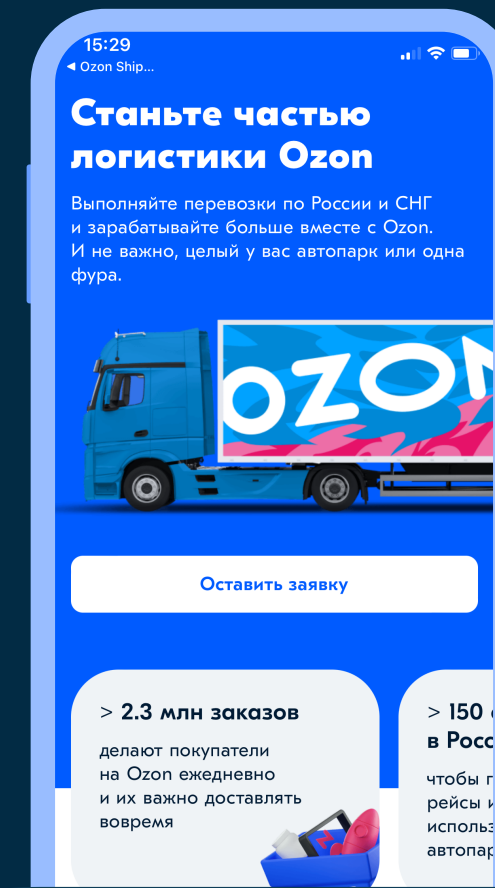 15:29
◀ Ozon Ship...
Станьте частью
логистики Ozon
Выполняйте перевозки по России и СНГ
и зарабатывайте больше вместе с Ozon.
И не важно, целый у вас автопарк или одна
фура.
OZON
Оставить заявку
> 2.3 млн заказов
делают покупатели
на Ozon ежедневно
и их важно доставлять
вовремя
> 150
в Росс
чтобы
рейсы
использ
автопар